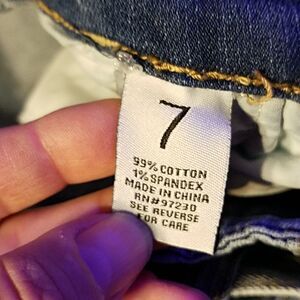 7
99% COTTON
1% SPANDEX
MADE IN CHINA
RN#97230
SEE REVERSE
FOR CARE